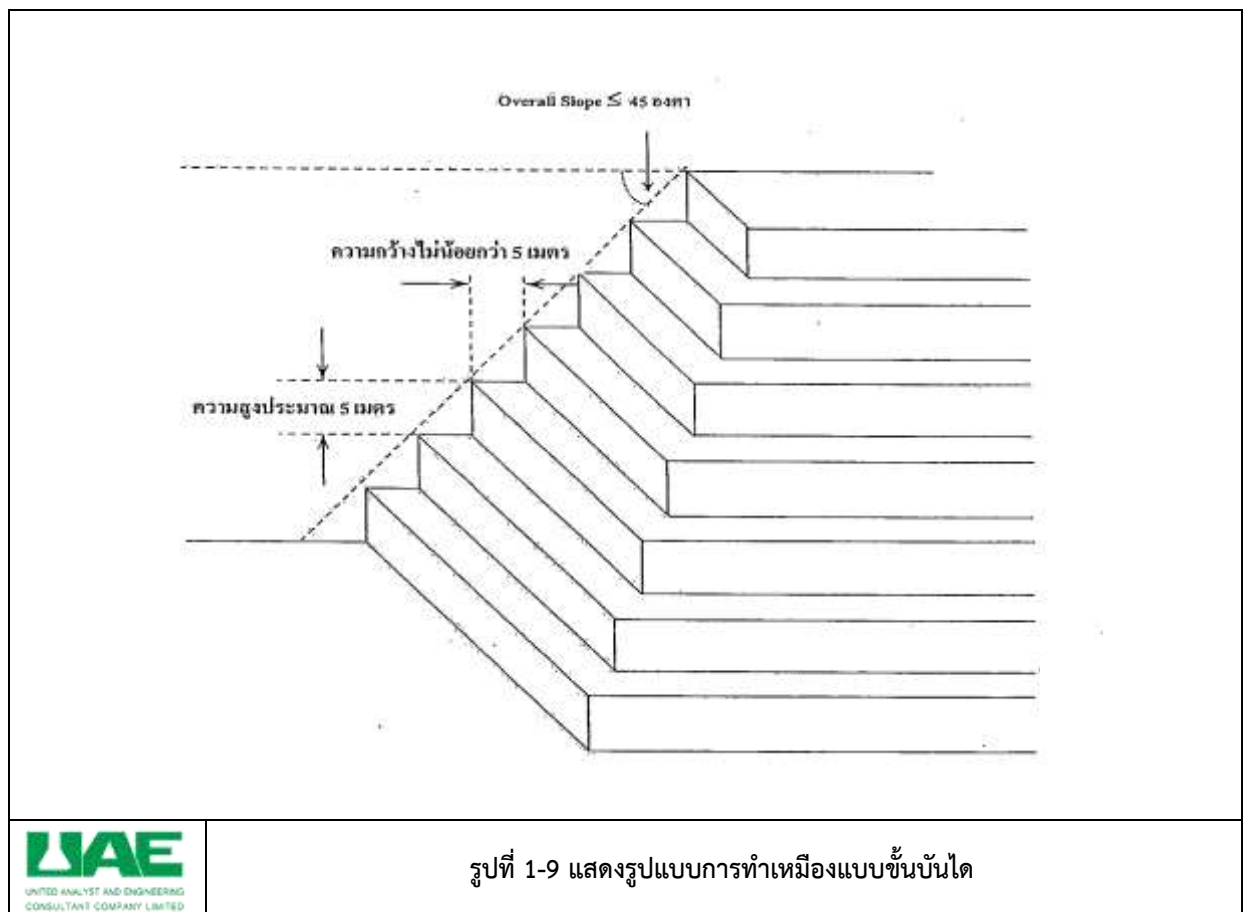 Overall Slope ≤ 45 องศา
ความกว้างไม่น้อยกว่า 5 เมตร
ความสูงประมาณ 5 เมตร
UAE
UNITED ANALYST AND ENGINEERING
CONSULTANT COMPANY LIMITED
รูปที่ 1-9 แสดงรูปแบบการทำเหมืองแบบขั้นบันได